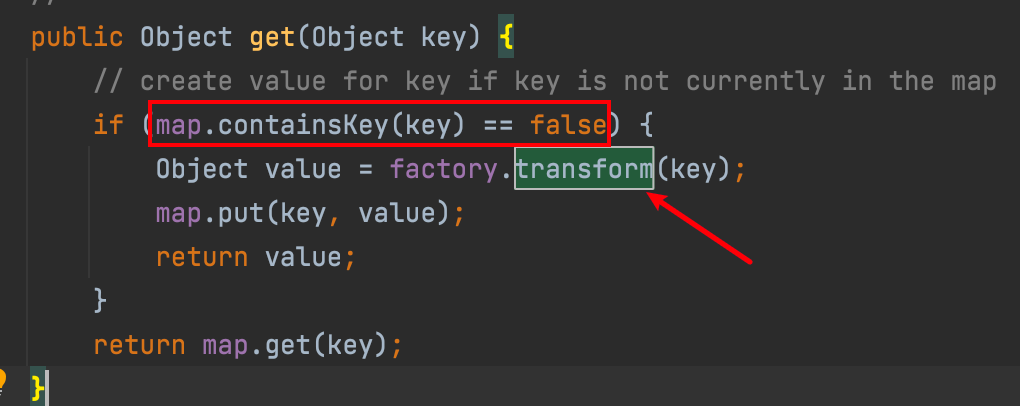 //
public Object get(Object key) {
// create value for key if key is not currently in the map
if (map.containsKey(key) == false) {
Object value = factory.transform(key);
map.put(key, value);
return value;
}
return map.get(key);
}